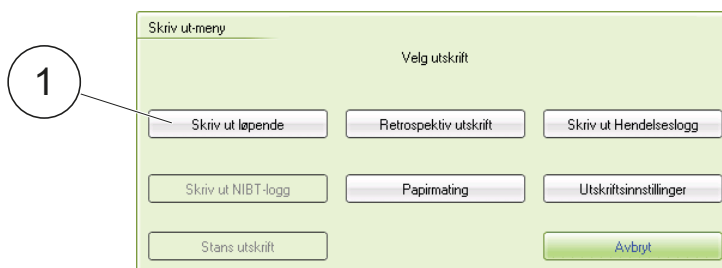 Skriv ut-meny
Velg utskrift
1
Skriv ut løpende
Retrospektiv utskrift
Skriv ut Hendelseslogg
Skriv ut NIBT-logg
Papirmating
Utskriftsinnstillinger
Stans utskrift
Avbryt